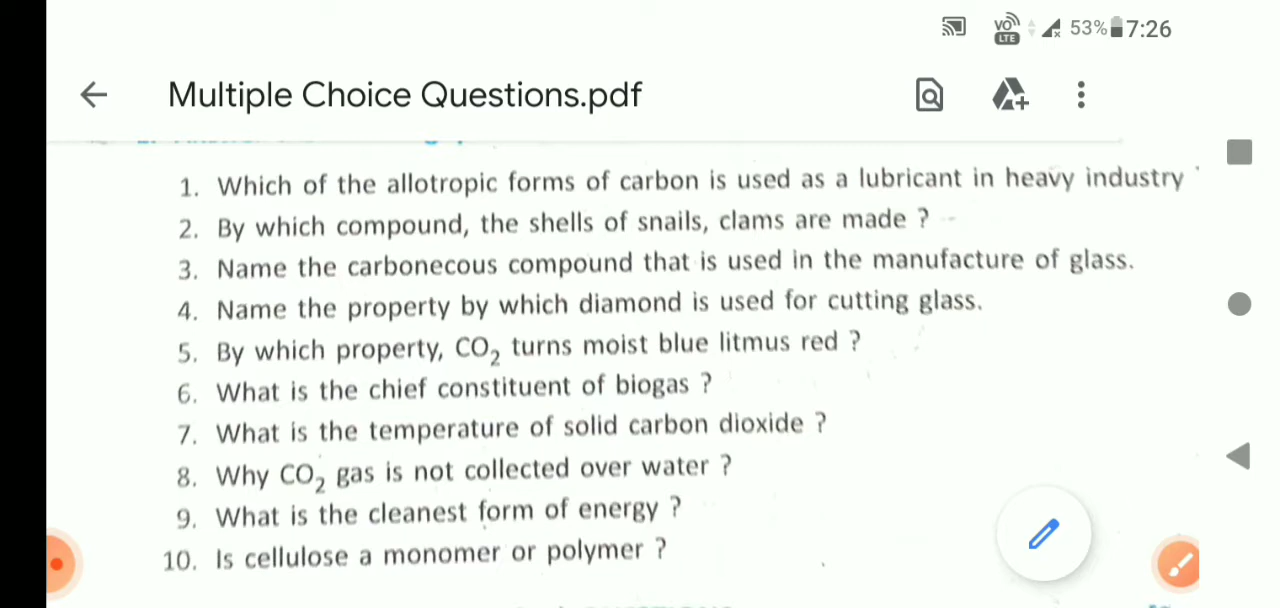 VO LTE 53% 7:26
Multiple Choice Questions.pdf
1. Which of the allotropic forms of carbon is used as a lubricant in heavy industry
2. By which compound, the shells of snails, clams are made ?
3. Name the carbonecous compound that is used in the manufacture of glass.
4. Name the property by which diamond is used for cutting glass.
5. By which property, CO₂ turns moist blue litmus red ?
6. What is the chief constituent of biogas ?
7. What is the temperature of solid carbon dioxide ?
8. Why CO₂ gas is not collected over water ?
9. What is the cleanest form of energy ?
10. Is cellulose a monomer or polymer ?